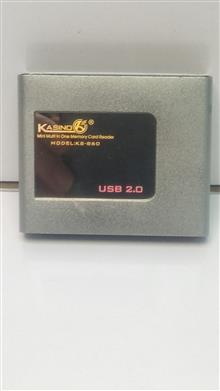 KASINO ®
Mini Multi In One Memory Card Reader
MODEL:KS-860
USB 2.0